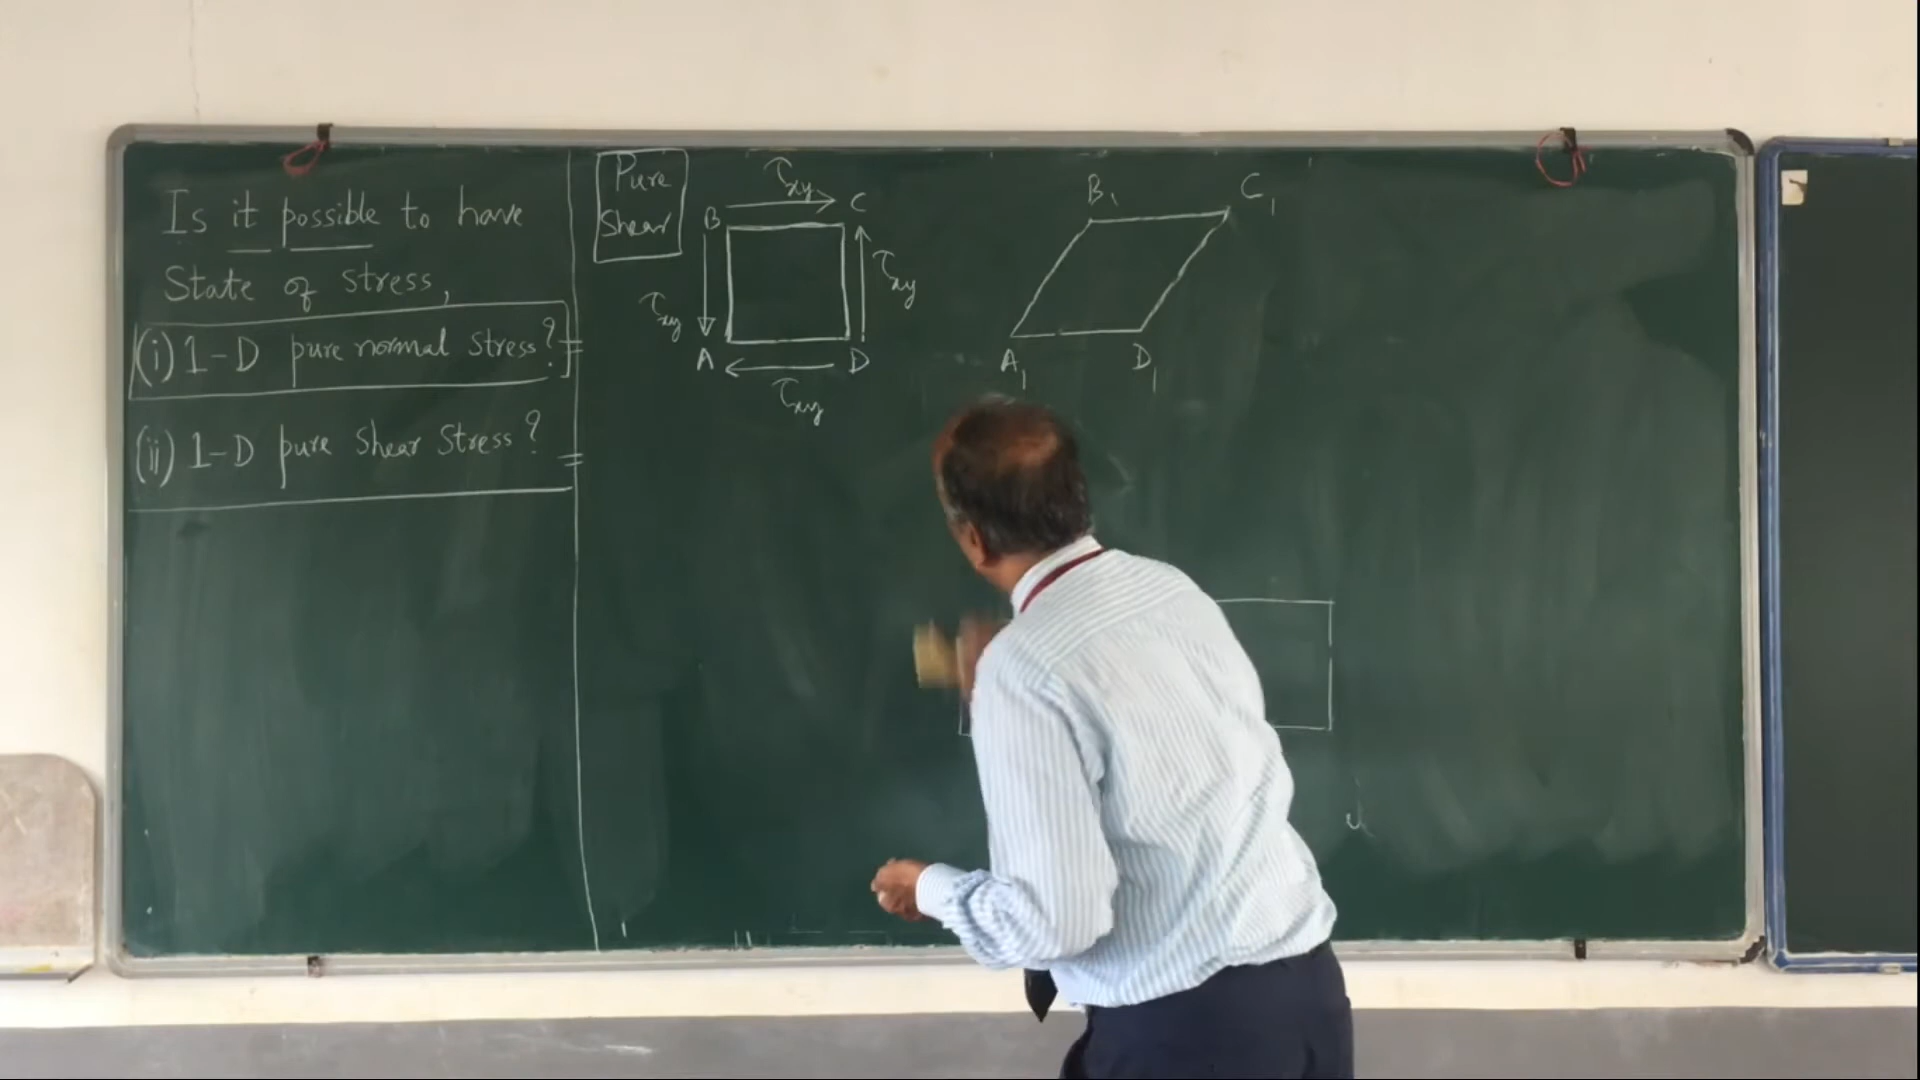 Is it possible to have
State of stress,
(i) 1-D pure normal stress?
(ii) 1-D pure shear stress?
Pure
Shear
τxy
B C
τxy
τxy
A D
τxy
B1 C1
A1 D1